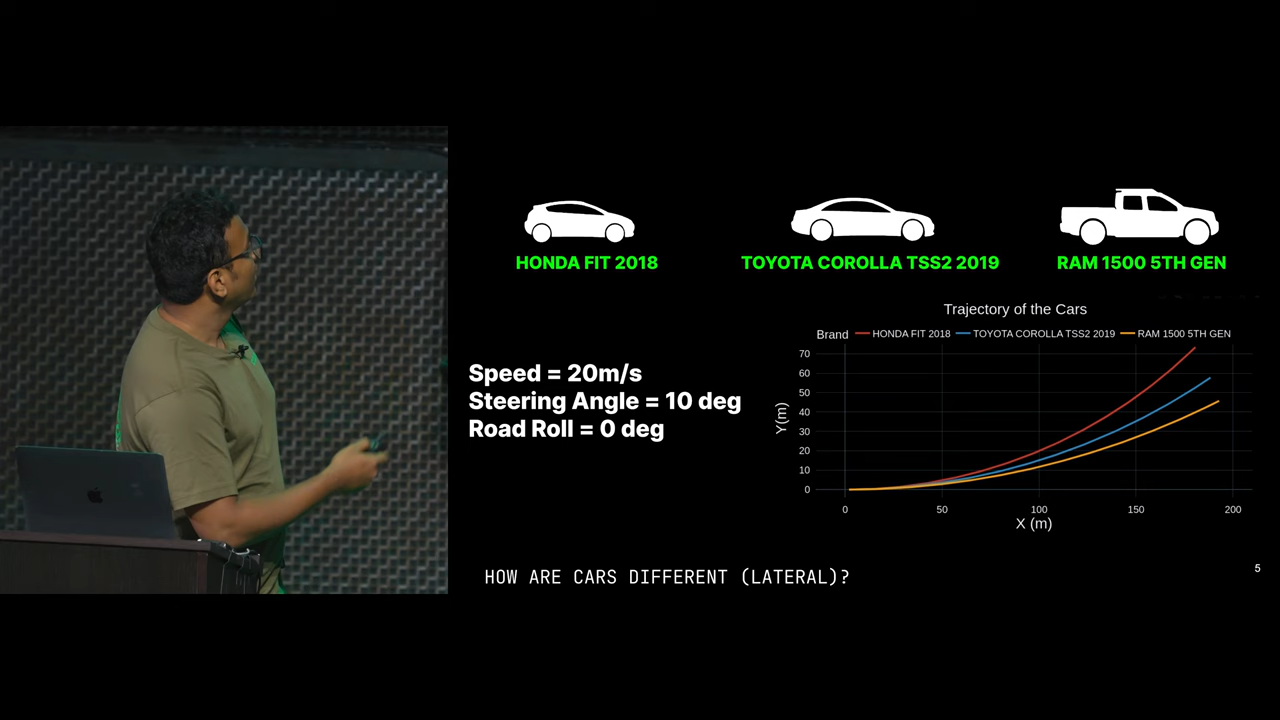 HONDA FIT 2018
TOYOTA COROLLA TSS2 2019
RAM 1500 5TH GEN
Speed = 20m/s
Steering Angle = 10 deg
Road Roll = 0 deg
Trajectory of the Cars
Brand HONDA FIT 2018 TOYOTA COROLLA TSS2 2019 RAM 1500 5TH GEN
70
60
50
40
30
20
10
0
Y(m)
0 50 100 150 200
X (m)
HOW ARE CARS DIFFERENT (LATERAL)?
5